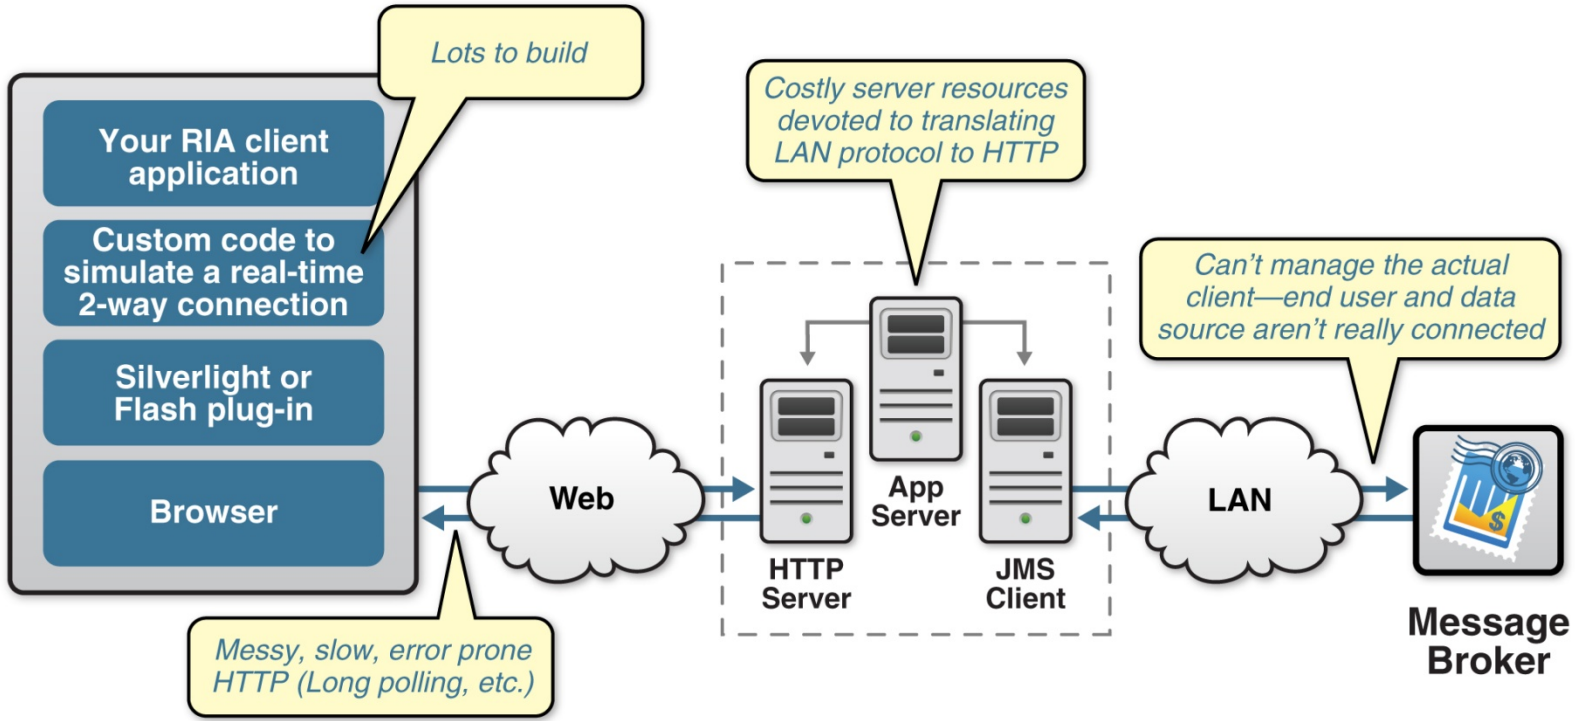 Lots to build
Your RIA client
application
Custom code to
simulate a real-time
2-way connection
Silverlight or
Flash plug-in
Browser
Messy, slow, error prone
HTTP (Long polling, etc.)
Web
Costly server resources
devoted to translating
LAN protocol to HTTP
HTTP
Server
App
Server
JMS
Client
Can’t manage the actual
client—end user and data
source aren’t really connected
LAN
$
Message
Broker